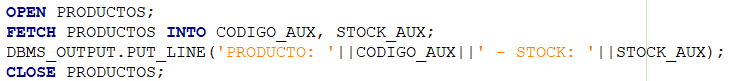 OPEN PRODUCTOS;
FETCH PRODUCTOS INTO CODIGO_AUX, STOCK_AUX;
DBMS_OUTPUT.PUT_LINE('PRODUCTO: '||CODIGO_AUX||' - STOCK: '||STOCK_AUX);
CLOSE PRODUCTOS;